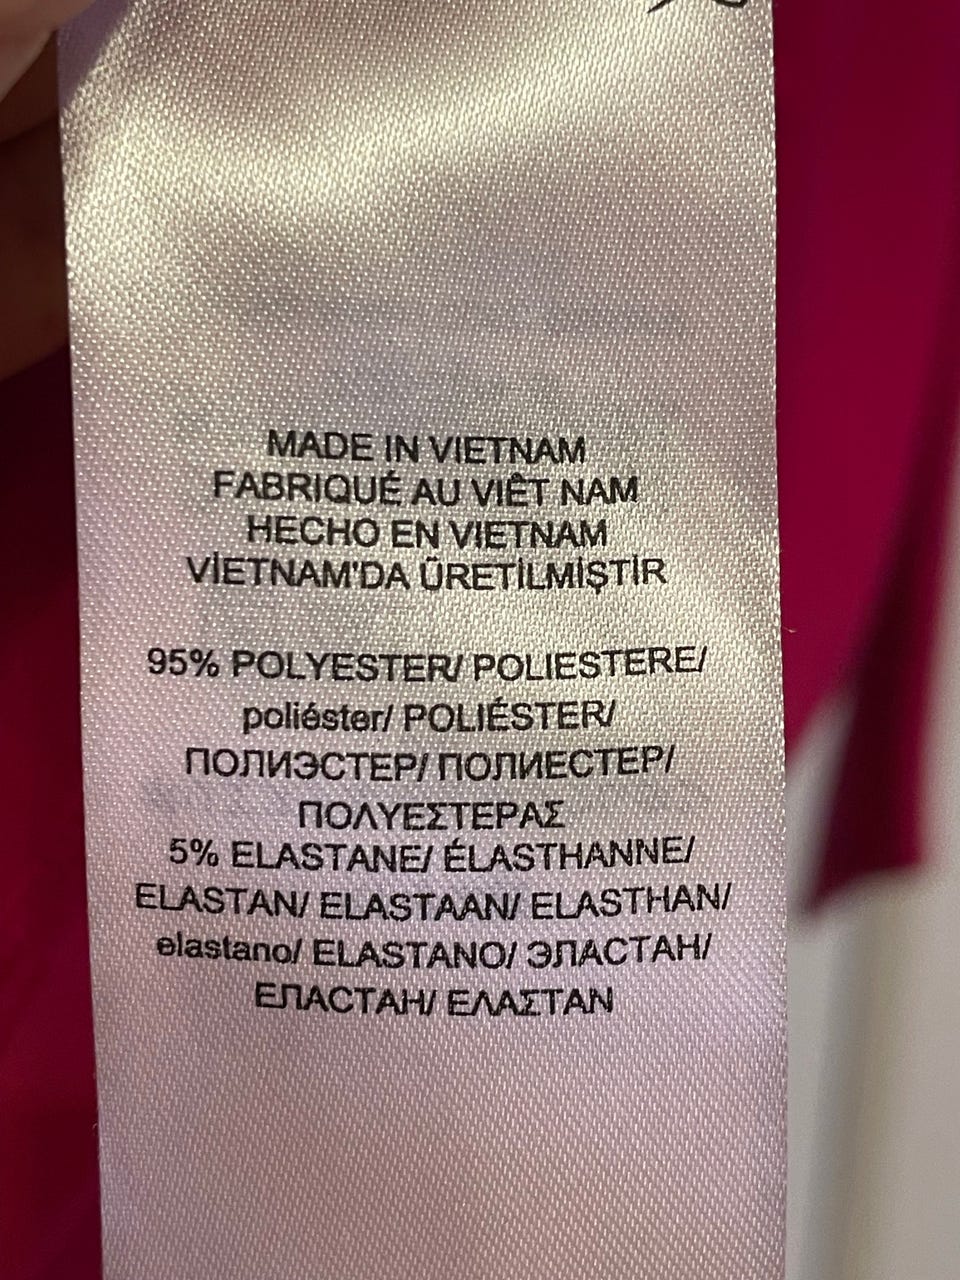 MADE IN VIETNAM
FABRIQUÉ AU VIÊT NAM
HECHO EN VIETNAM
VİETNAM'DA ÜRETİLMİŞTİR
95% POLYESTER/ POLIESTERE/
poliéster/ POLIÉSTER/
ПОЛИЭСТЕР/ ПОЛИЕСТЕР/
ΠΟΛΥΕΣΤΕΡΑΣ
5% ELASTANE/ ÉLASTHANNE/
ELASTAN/ ELASTAAN/ ELASTHAN/
elastano/ ELASTANO/ ЭЛАСТАН/
ЕЛАСТАН/ ΕΛΑΣΤΑΝ